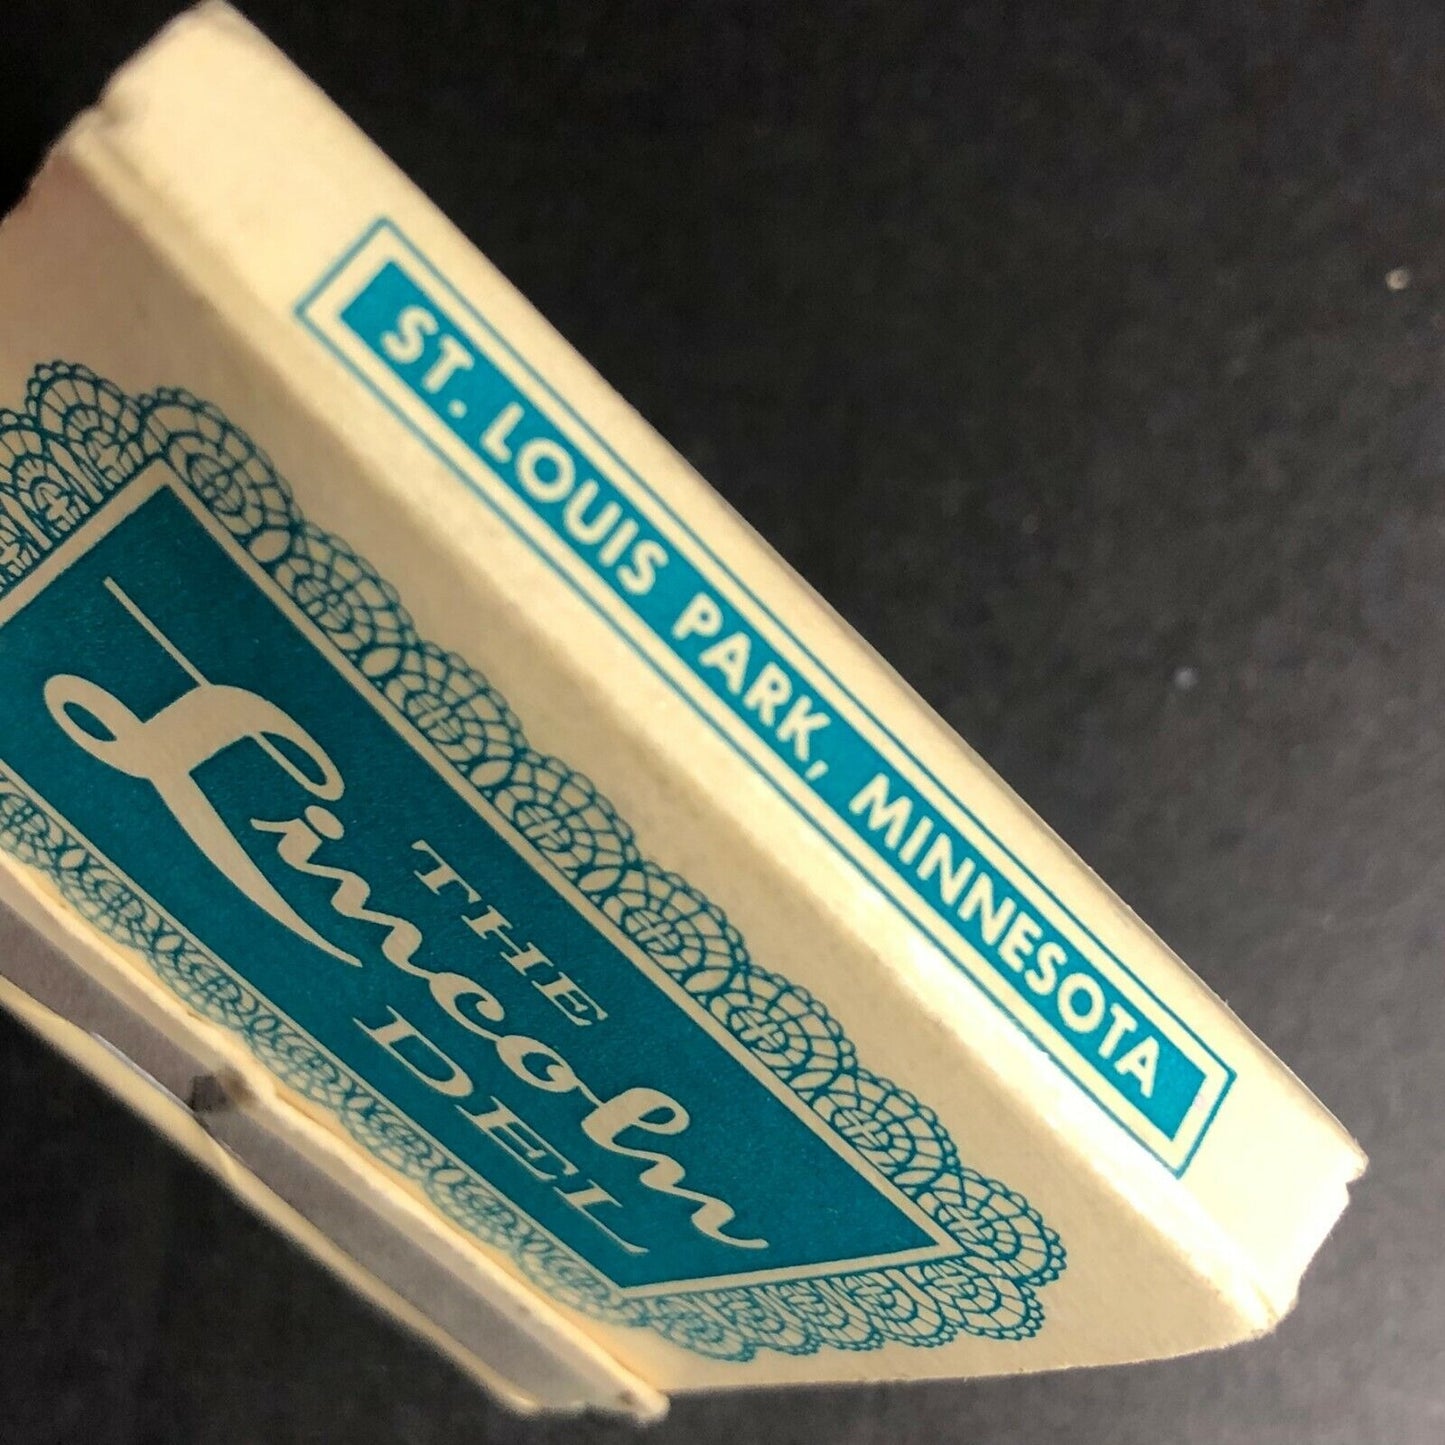 ST. LOUIS PARK, MINNESOTA
THE
Lincoln
DEL